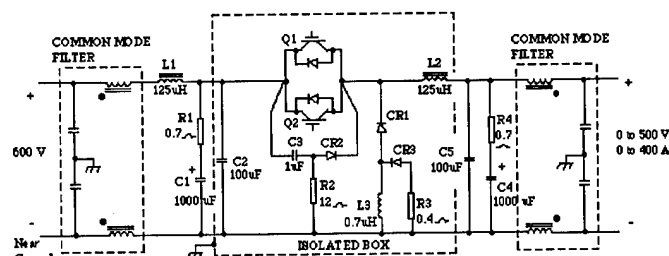 COMMON MODE
FILTER
L1
125uH
R1
0.7
+
C1
1000uF
C2
100uF
Q1
Q2
C3
1uF
CR2
R2
12
CR1
CR3
L3
0.7uH
R3
0.4
ISOLATED BOX
L2
125uH
C5
100uF
R4
0.7
+
C4
1000uF
COMMON MODE
FILTER
+
600 V
-
Near
+
0 to 500 V
0 to 400 A
-